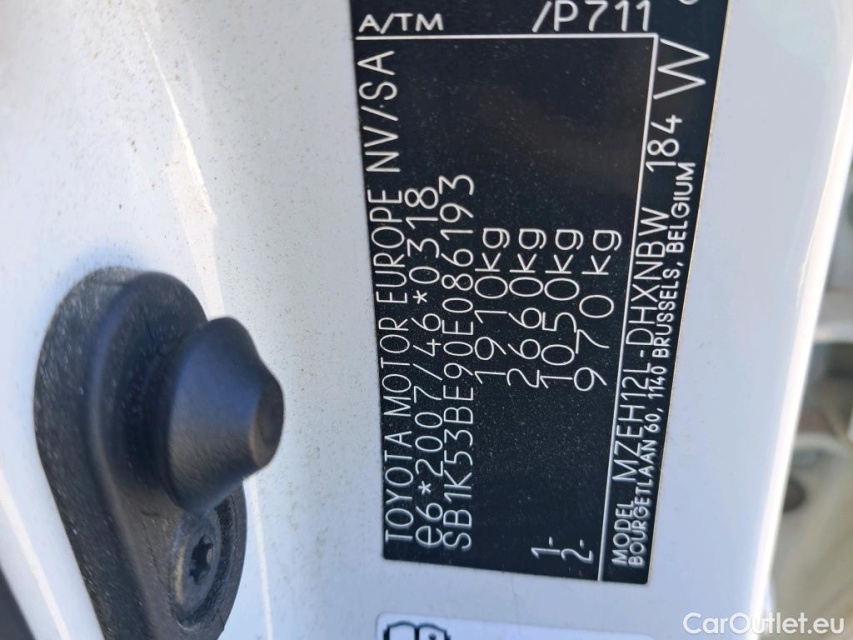 A/TM /P711
TOYOTA MOTOR EUROPE NV/SA
e6*2007/46*0318
SB1K53BE90E086193
1910kg
2660kg
1- 1050kg
2- 970kg
MODEL MZEH12L-DHXNBW 184 W
BOURGETLAAN 60, 1140 BRUSSELS, BELGIUM
CarOutlet.eu